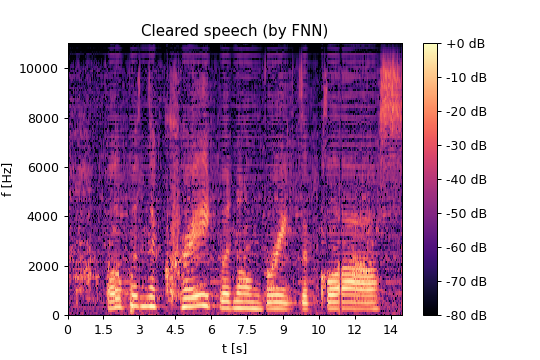 Cleared speech (by FNN)
+0 dB
-10 dB
-20 dB
-30 dB
-40 dB
-50 dB
-60 dB
-70 dB
-80 dB
10000
8000
6000
4000
2000
0
f [Hz]
0 1.5 3 4.5 6 7.5 9 10 12 14
t [s]